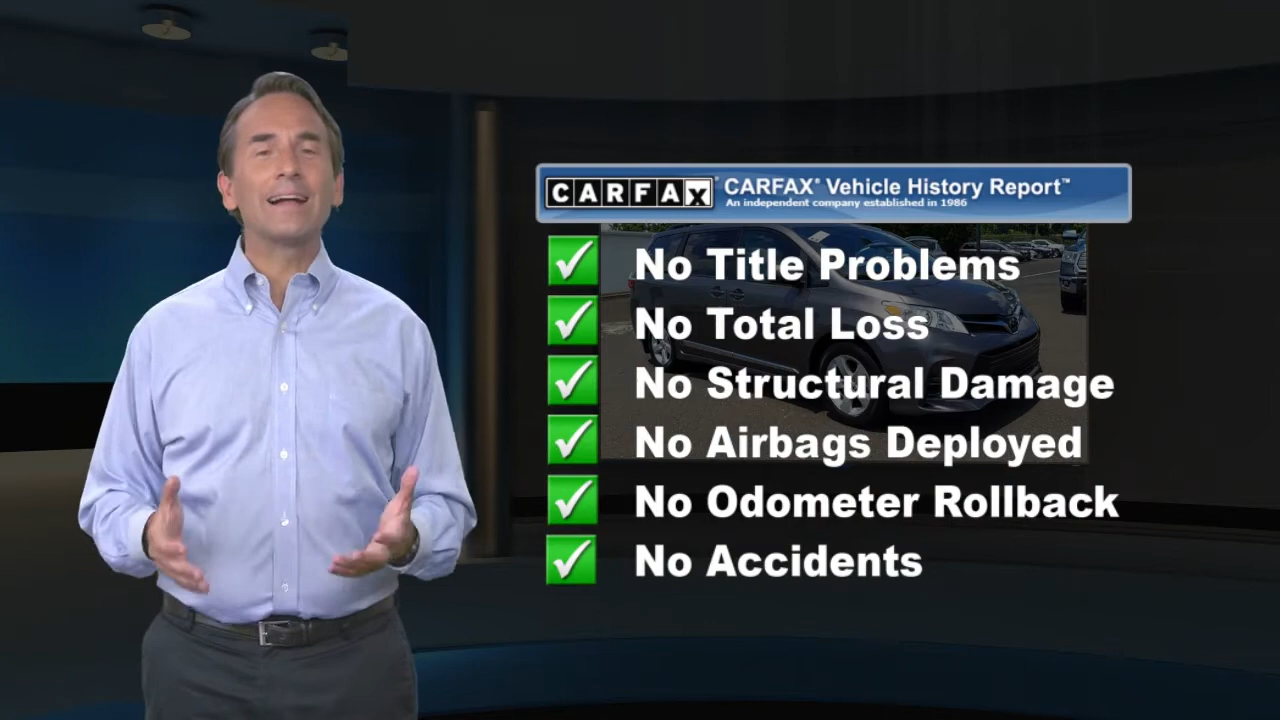 CARFAX® CARFAX® Vehicle History Report™
An independent company established in 1986
No Title Problems
No Total Loss
No Structural Damage
No Airbags Deployed
No Odometer Rollback
No Accidents